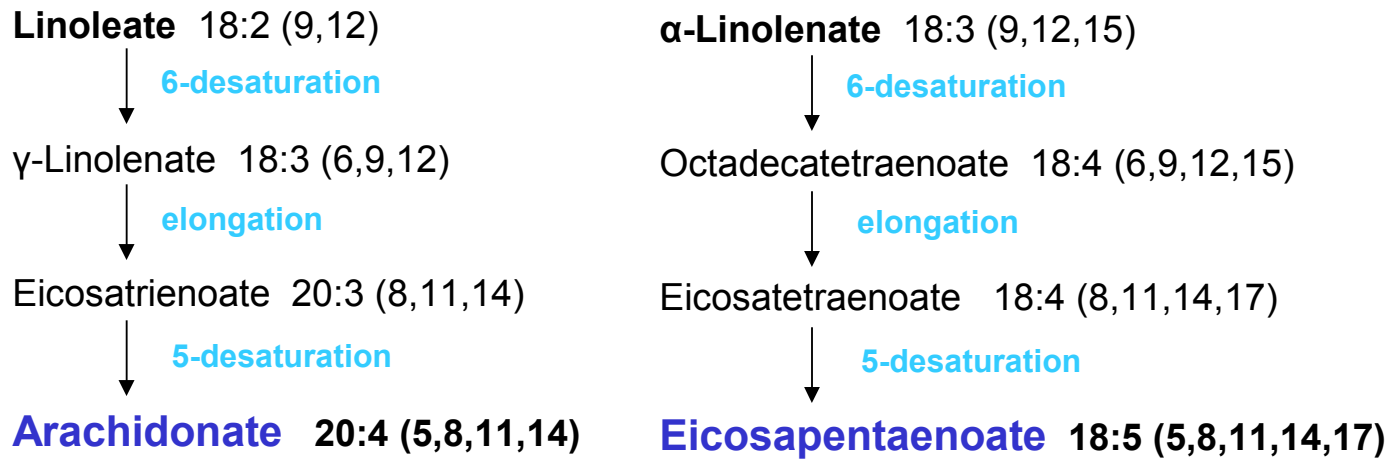 Linoleate 18:2 (9,12)
6-desaturation
γ-Linolenate 18:3 (6,9,12)
elongation
Eicosatrienoate 20:3 (8,11,14)
5-desaturation
Arachidonate 20:4 (5,8,11,14)
α-Linolenate 18:3 (9,12,15)
6-desaturation
Octadecatetraenoate 18:4 (6,9,12,15)
elongation
Eicosatetraenoate 18:4 (8,11,14,17)
5-desaturation
Eicosapentaenoate 18:5 (5,8,11,14,17)